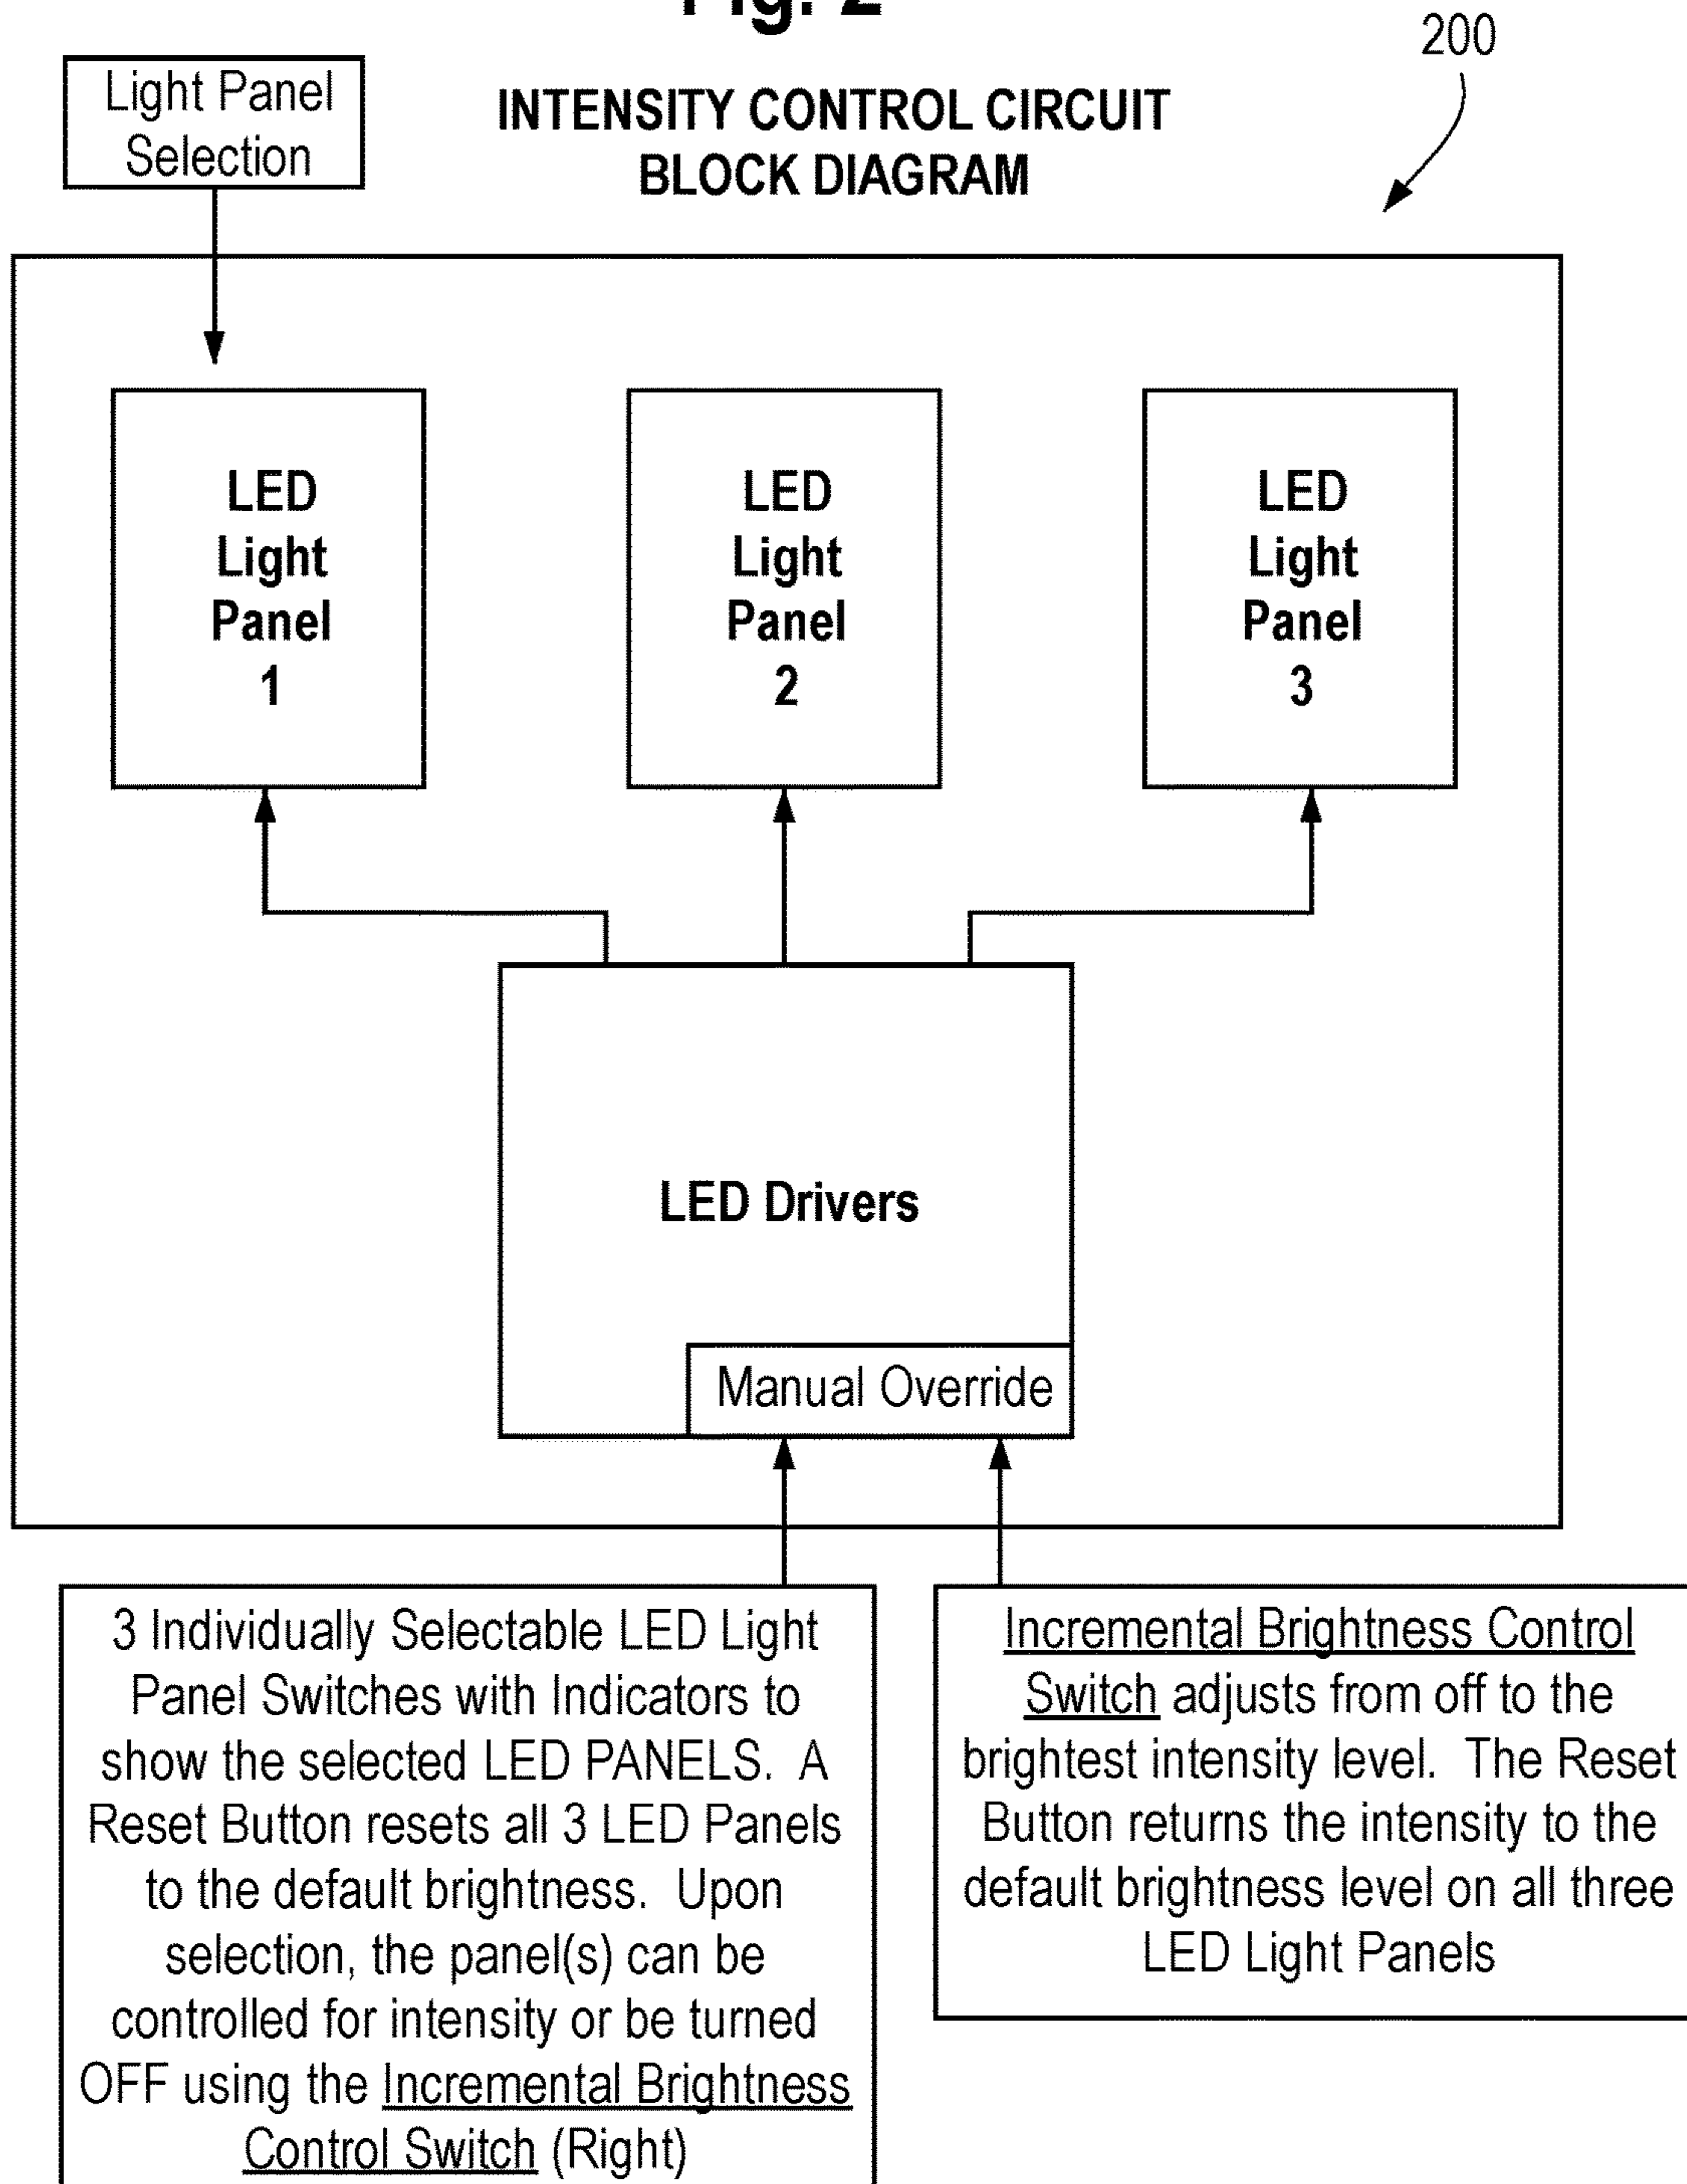 Fig. 2
200
Light Panel
Selection
INTENSITY CONTROL CIRCUIT
BLOCK DIAGRAM
LED
Light
Panel
1
LED
Light
Panel
2
LED
Light
Panel
3
LED Drivers
Manual Override
3 Individually Selectable LED Light
Panel Switches with Indicators to
show the selected LED PANELS. A
Reset Button resets all 3 LED Panels
to the default brightness. Upon
selection, the panel(s) can be
controlled for intensity or be turned
OFF using the Incremental Brightness
Control Switch (Right)
Incremental Brightness Control
Switch adjusts from off to the
brightest intensity level. The Reset
Button returns the intensity to the
default brightness level on all three
LED Light Panels